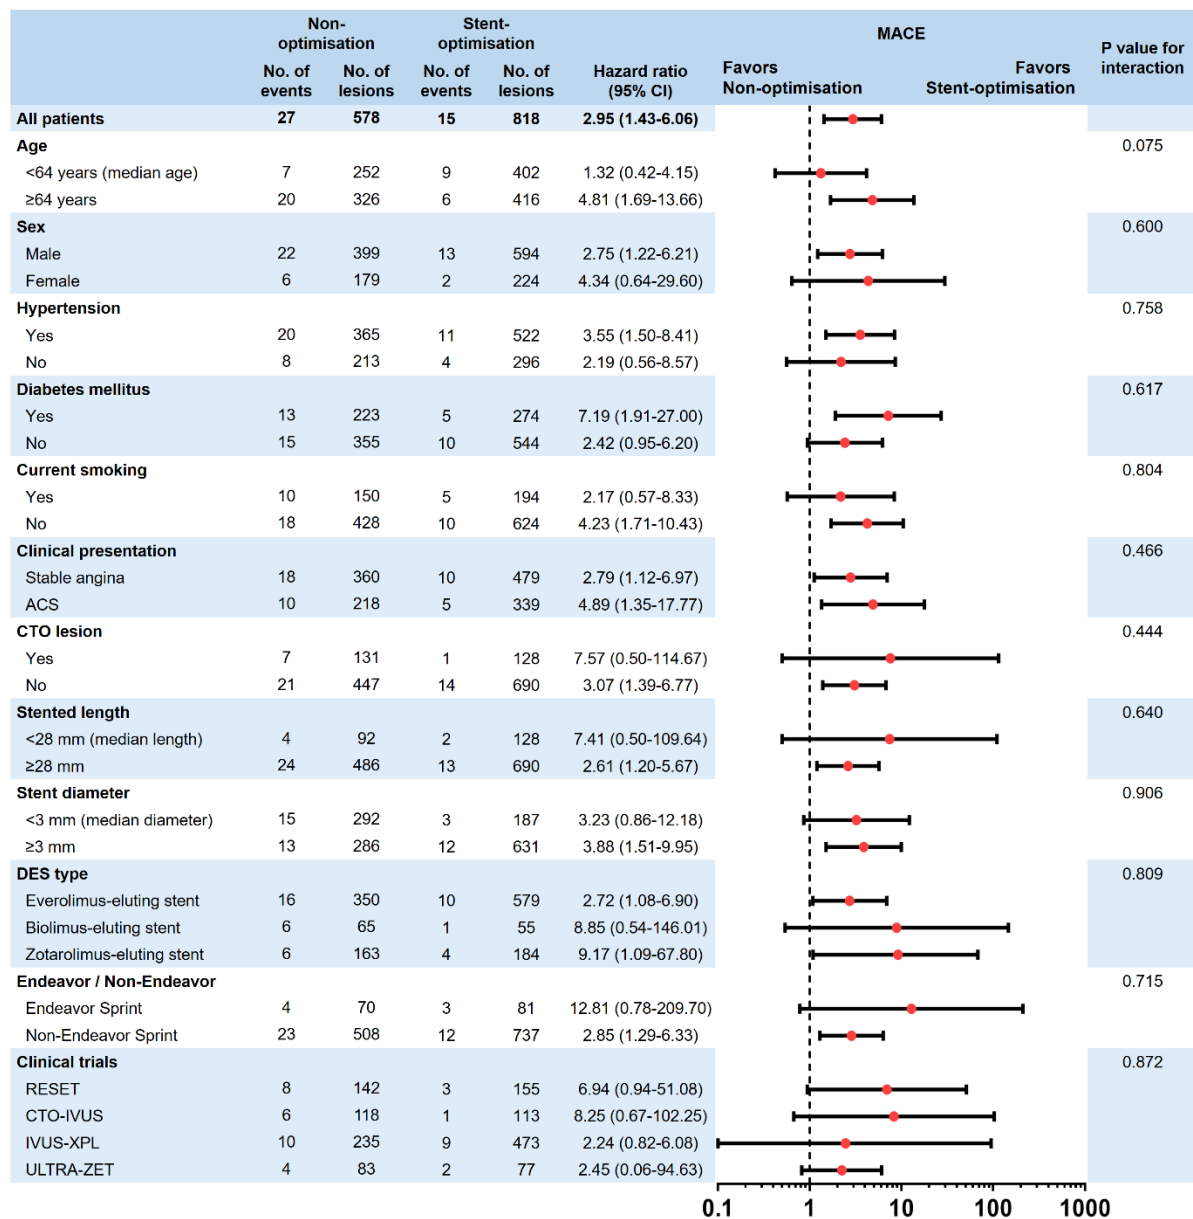 Non-optimisation Stent-optimisation MACE P value for interaction
Favors Non-optimisation Favors Stent-optimisation
No. of events No. of lesions No. of events No. of lesions Hazard ratio (95% CI)
All patients 27 578 15 818 2.95 (1.43-6.06)
Age 0.075
<64 years (median age) 7 252 9 402 1.32 (0.42-4.15)
≥64 years 20 326 6 416 4.81 (1.69-13.66)
Sex 0.600
Male 22 399 13 594 2.75 (1.22-6.21)
Female 6 179 2 224 4.34 (0.64-29.60)
Hypertension 0.758
Yes 20 365 11 522 3.55 (1.50-8.41)
No 8 213 4 296 2.19 (0.56-8.57)
Diabetes mellitus 0.617
Yes 13 223 5 274 7.19 (1.91-27.00)
No 15 355 10 544 2.42 (0.95-6.20)
Current smoking 0.804
Yes 10 150 5 194 2.17 (0.57-8.33)
No 18 428 10 624 4.23 (1.71-10.43)
Clinical presentation 0.466
Stable angina 18 360 10 479 2.79 (1.12-6.97)
ACS 10 218 5 339 4.89 (1.35-17.77)
CTO lesion 0.444
Yes 7 131 1 128 7.57 (0.50-114.67)
No 21 447 14 690 3.07 (1.39-6.77)
Stented length 0.640
<28 mm (median length) 4 92 2 128 7.41 (0.50-109.64)
≥28 mm 24 486 13 690 2.61 (1.20-5.67)
Stent diameter 0.906
<3 mm (median diameter) 15 292 3 187 3.23 (0.86-12.18)
≥3 mm 13 286 12 631 3.88 (1.51-9.95)
DES type 0.809
Everolimus-eluting stent 16 350 10 579 2.72 (1.08-6.90)
Biolimus-eluting stent 6 65 1 55 8.85 (0.54-146.01)
Zotarolimus-eluting stent 6 163 4 184 9.17 (1.09-67.80)
Endeavor / Non-Endeavor 0.715
Endeavor Sprint 4 70 3 81 12.81 (0.78-209.70)
Non-Endeavor Sprint 23 508 12 737 2.85 (1.29-6.33)
Clinical trials 0.872
RESET 8 142 3 155 6.94 (0.94-51.08)
CTO-IVUS 6 118 1 113 8.25 (0.67-102.25)
IVUS-XPL 10 235 9 473 2.24 (0.82-6.08)
ULTRA-ZET 4 83 2 77 2.45 (0.06-94.63)
0.1 1 10 100 1000